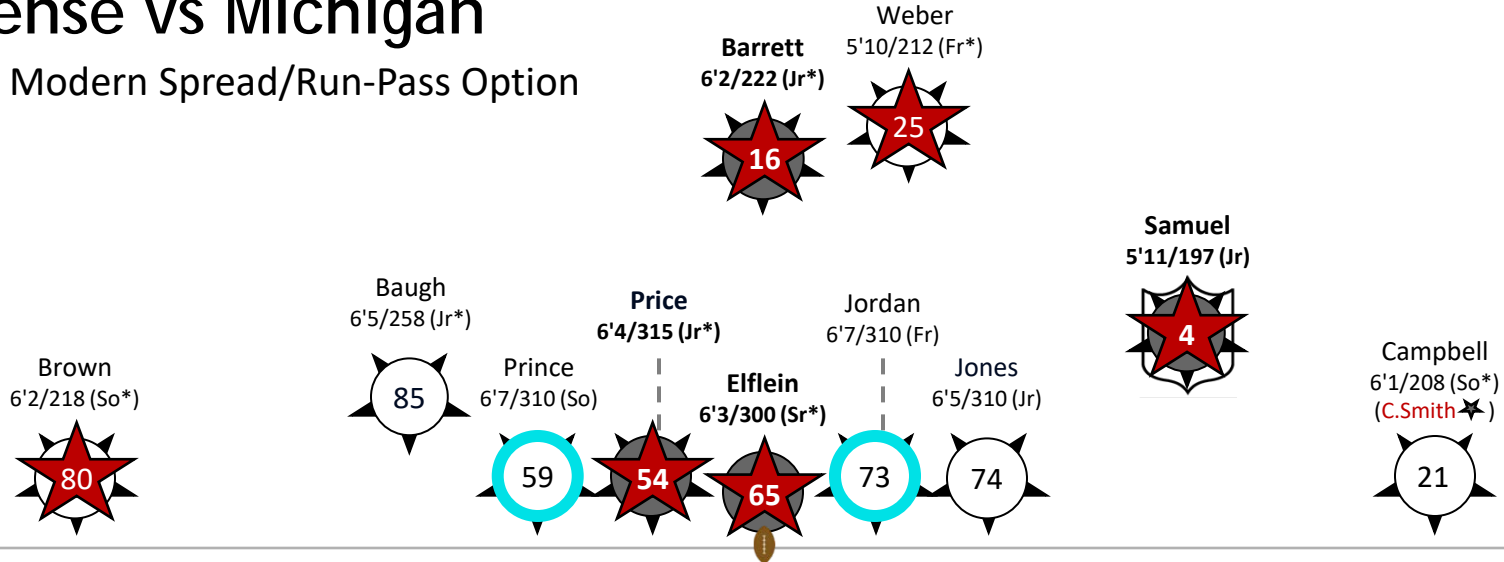 ense vs Michigan
Modern Spread/Run-Pass Option
Weber
5'10/212 (Fr*)
25
Barrett
6'2/222 (Jr*)
16
Samuel
5'11/197 (Jr)
4
Baugh
6'5/258 (Jr*)
85
Price
6'4/315 (Jr*)
54
Jordan
6'7/310 (Fr)
73
Brown
6'2/218 (So*)
80
Prince
6'7/310 (So)
59
Elflein
6'3/300 (Sr*)
65
Jones
6'5/310 (Jr)
74
Campbell
6'1/208 (So*)
(C.Smith )
21